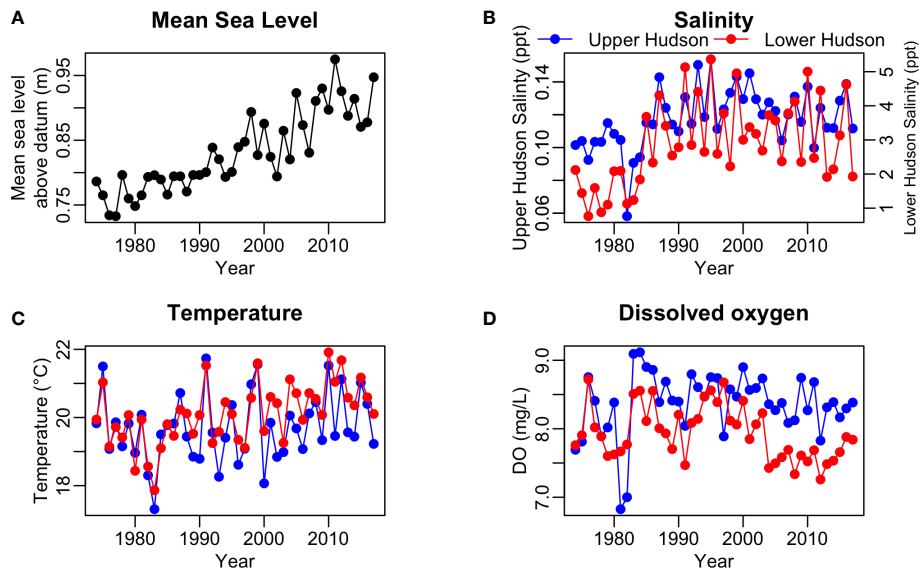 A
Mean Sea Level
Mean sea level
above datum (m)
0.75
0.85
0.95
1980
1990
2000
2010
Year
B
Salinity
Upper Hudson
Lower Hudson
Upper Hudson Salinity (ppt)
0.06
0.10
0.14
Lower Hudson Salinity (ppt)
1
2
3
4
5
1980
1990
2000
2010
Year
C
Temperature
Temperature (°C)
18
20
22
1980
1990
2000
2010
Year
D
Dissolved oxygen
DO (mg/L)
7.0
8.0
9.0
1980
1990
2000
2010
Year